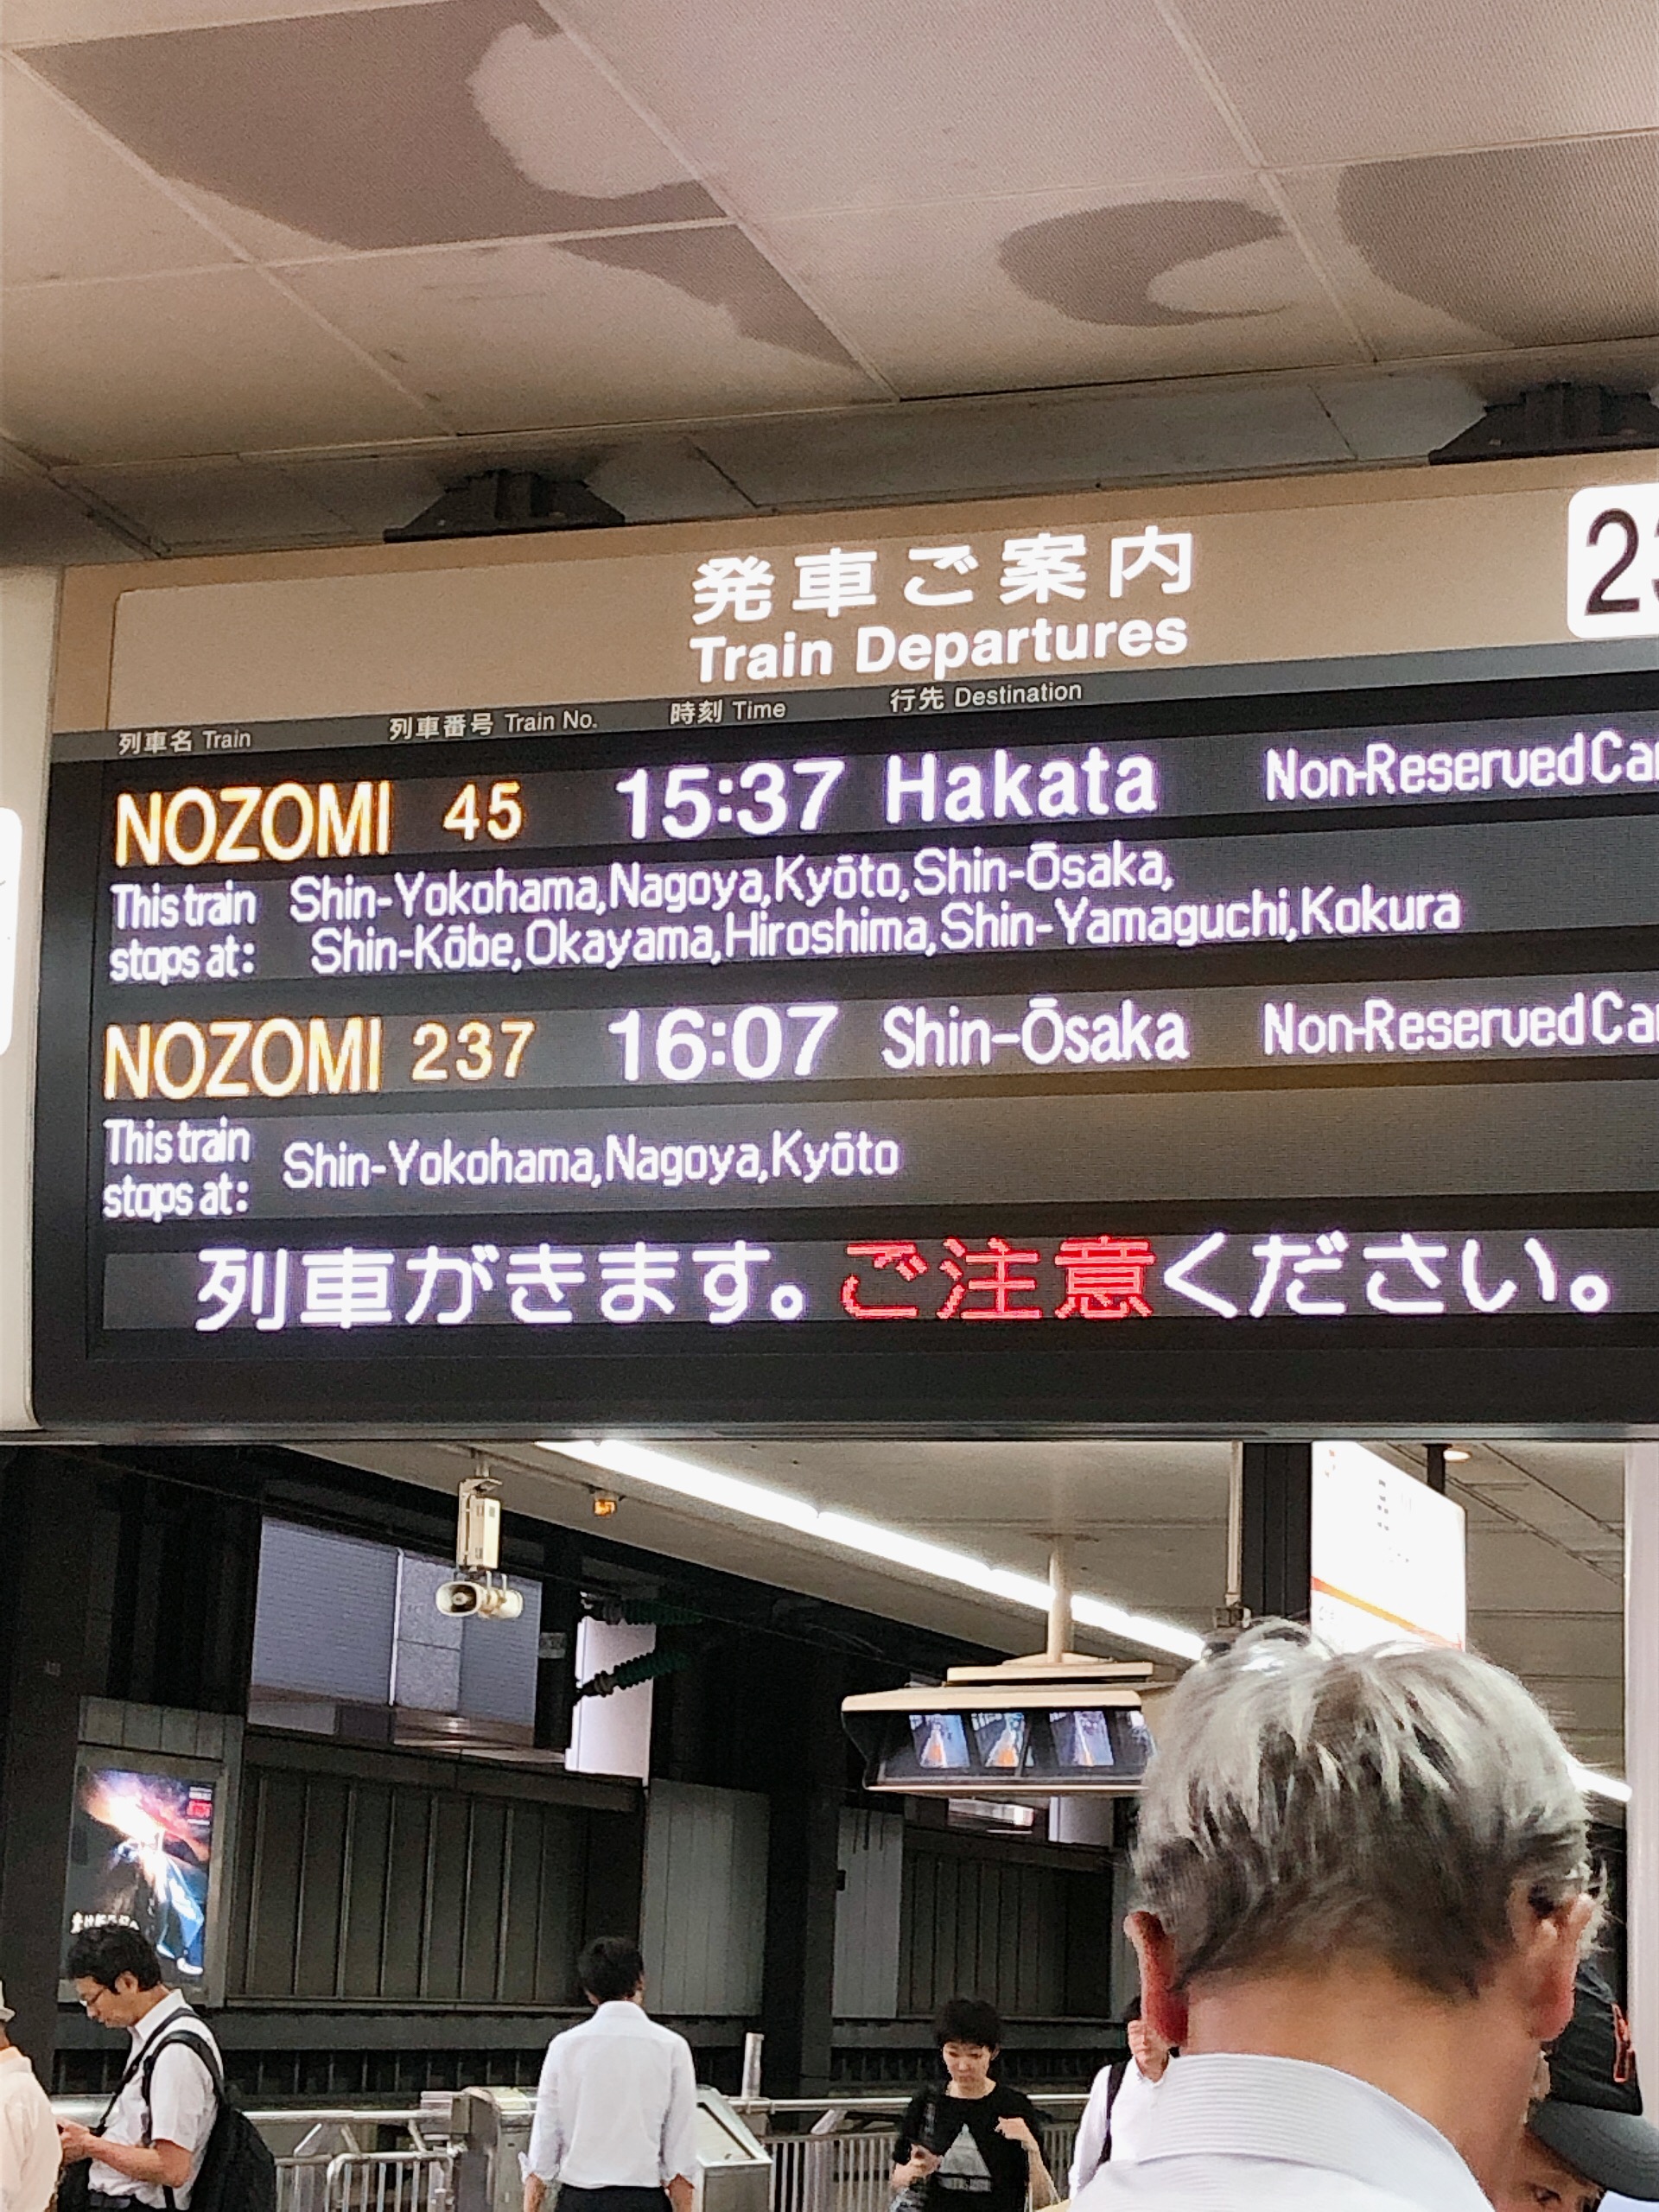 発車ご案内
Train Departures
列車名 Train 列車番号 Train No. 時刻 Time 行先 Destination
NOZOMI 45 15:37 Hakata Non-Reserved
This train stops at: Shin-Yokohama,Nagoya,Kyōto,Shin-Ōsaka,
Shin-Kōbe,Okayama,Hiroshima,Shin-Yamaguchi,Kokura
NOZOMI 237 16:07 Shin-Ōsaka Non-Reserved
This train stops at: Shin-Yokohama,Nagoya,Kyōto
列車がきます。ご注意ください。